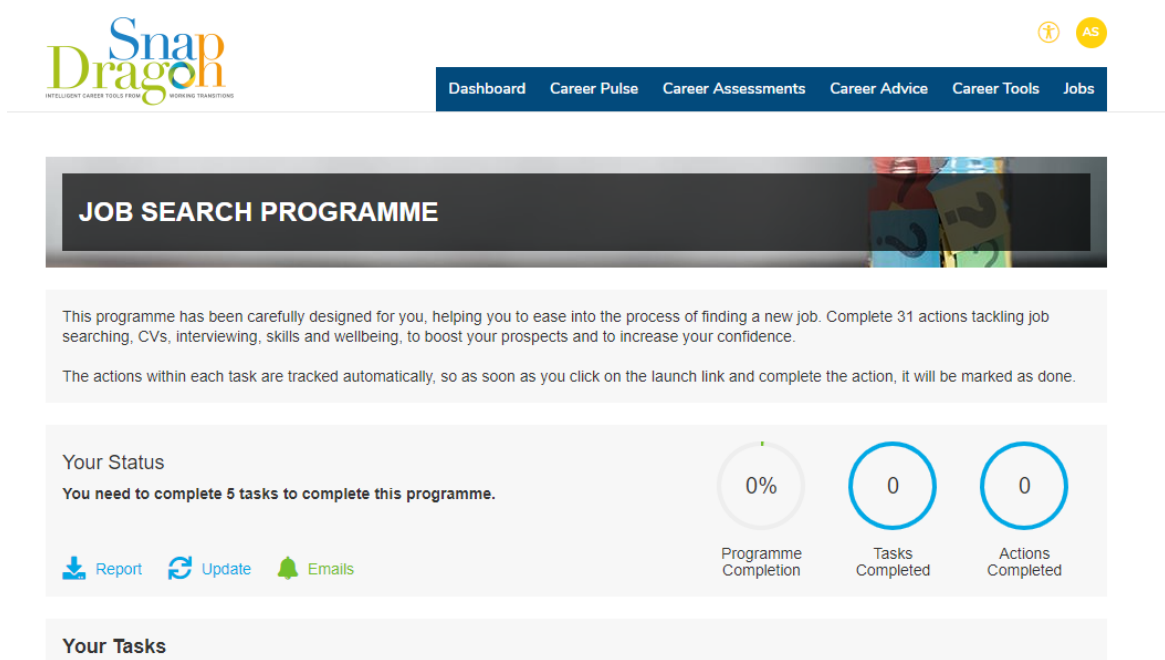 Snap
Dragon
INTELLIGENT CAREER TOOLS FROM WORKING TRANSITIONS
AS
Dashboard Career Pulse Career Assessments Career Advice Career Tools Jobs
JOB SEARCH PROGRAMME
This programme has been carefully designed for you, helping you to ease into the process of finding a new job. Complete 31 actions tackling job
searching, CVs, interviewing, skills and wellbeing, to boost your prospects and to increase your confidence.
The actions within each task are tracked automatically, so as soon as you click on the launch link and complete the action, it will be marked as done.
Your Status
You need to complete 5 tasks to complete this programme.
0% 0 0
Programme Tasks Actions
Completion Completed Completed
Report Update Emails
Your Tasks